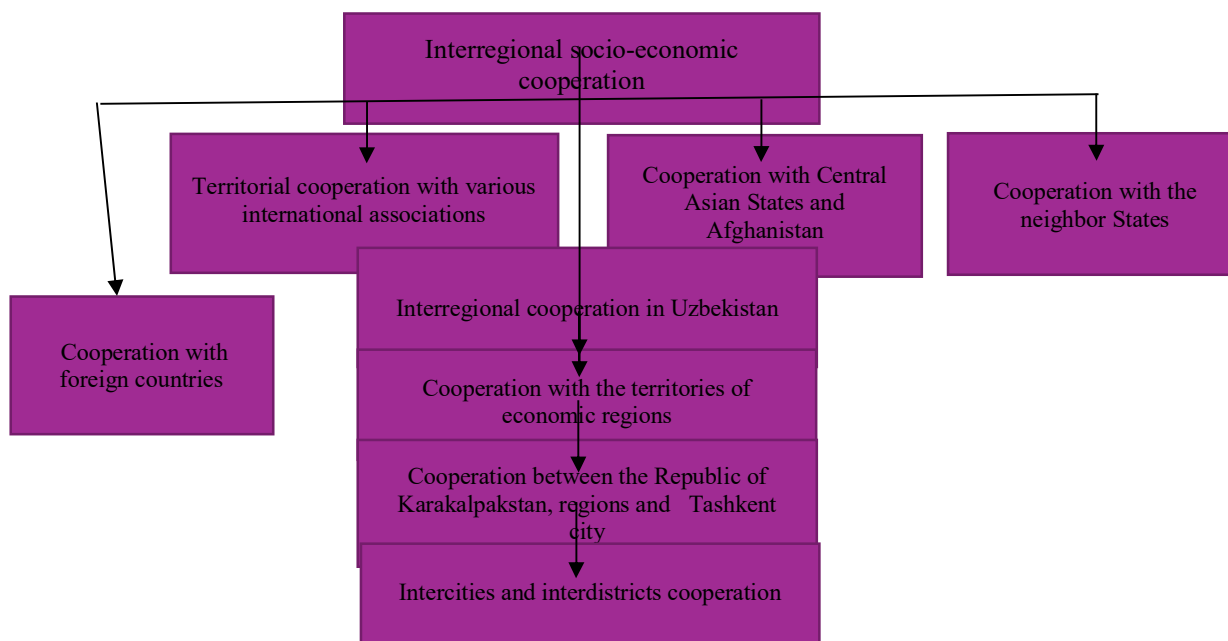 Interregional socio-economic
cooperation
Territorial cooperation with various
international associations
Cooperation with Central
Asian States and
Afghanistan
Cooperation with the
neighbor States
Interregional cooperation in Uzbekistan
Cooperation with
foreign countries
Cooperation with the territories of
economic regions
Cooperation between the Republic of
Karakalpakstan, regions and Tashkent
city
Intercities and interdistricts cooperation